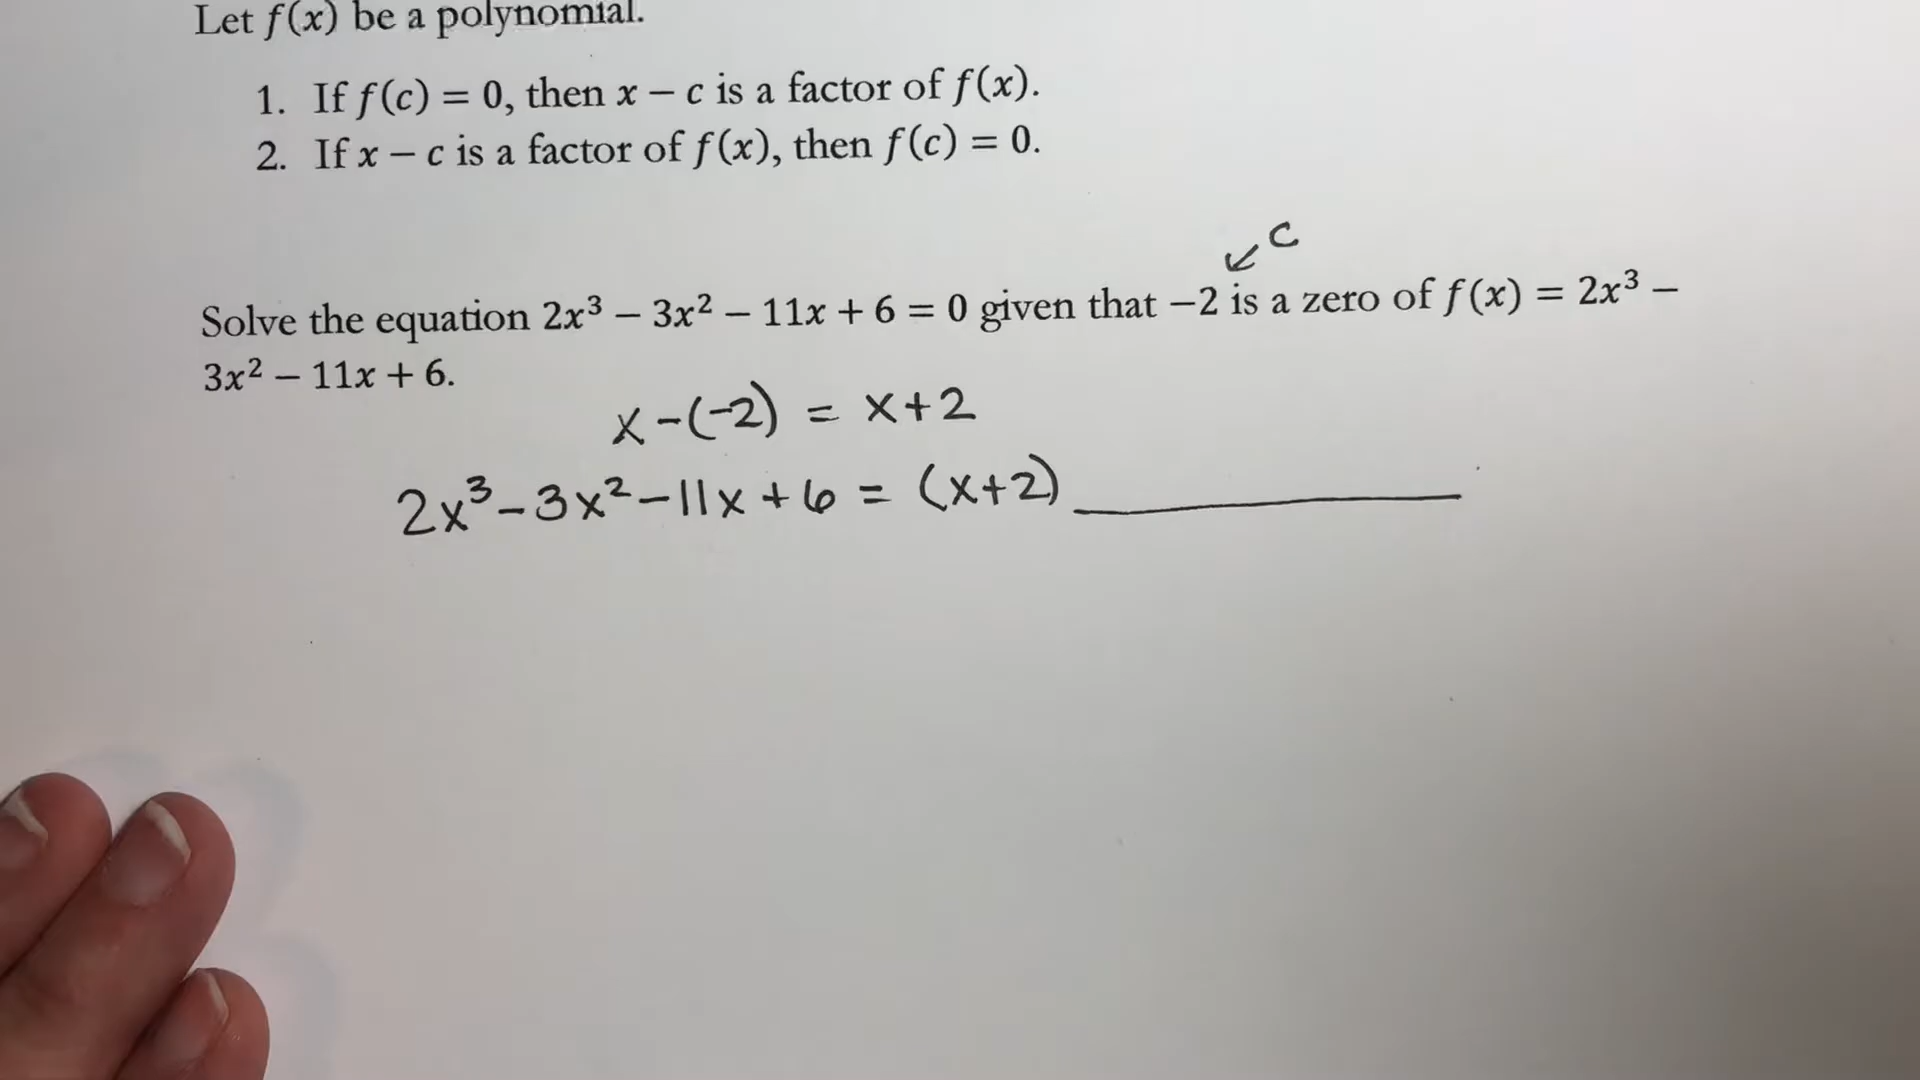 Let f(x) be a polynomial.
1. If f(c) = 0, then x − c is a factor of f(x).
2. If x − c is a factor of f(x), then f(c) = 0.
↙ c
Solve the equation 2x³ − 3x² − 11x + 6 = 0 given that −2 is a zero of f(x) = 2x³ −
3x² − 11x + 6.
x-(-2) = x+2
2x³-3x²-11x+6 = (x+2)__________